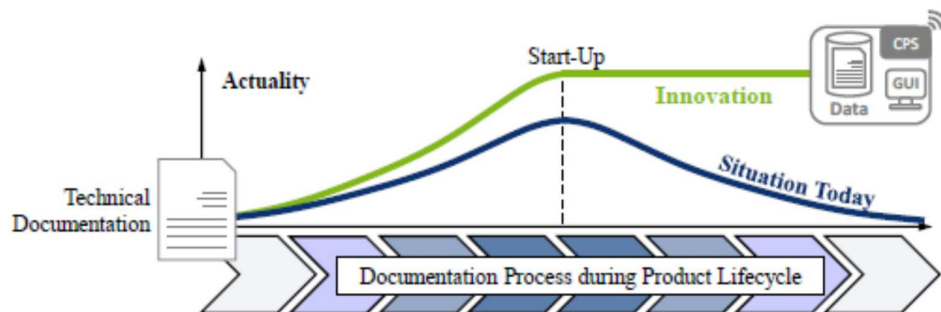 CPS
Start-Up
Actuality
GUI
Innovation
Data
Situation Today
Technical
Documentation
Documentation Process during Product Lifecycle